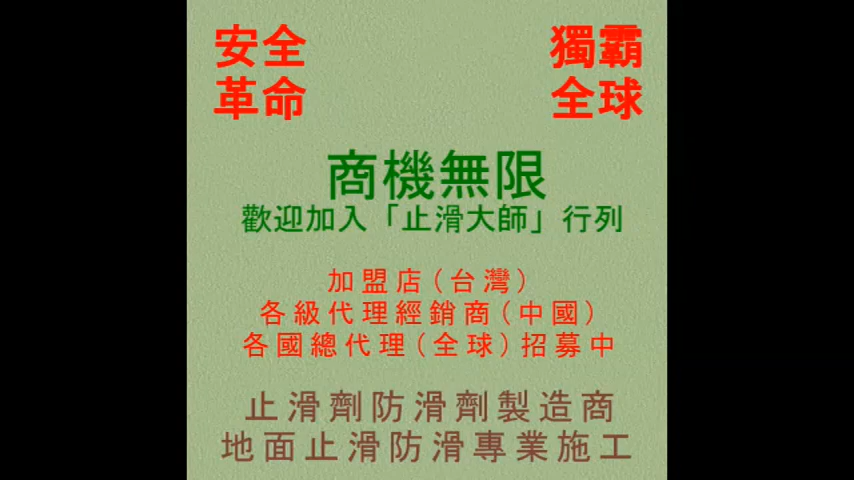 安全
革命
獨霸
全球
商機無限
歡迎加入「止滑大師」行列
加盟店(台灣)
各級代理經銷商(中國)
各國總代理(全球)招募中
止滑劑防滑劑製造商
地面止滑防滑專業施工